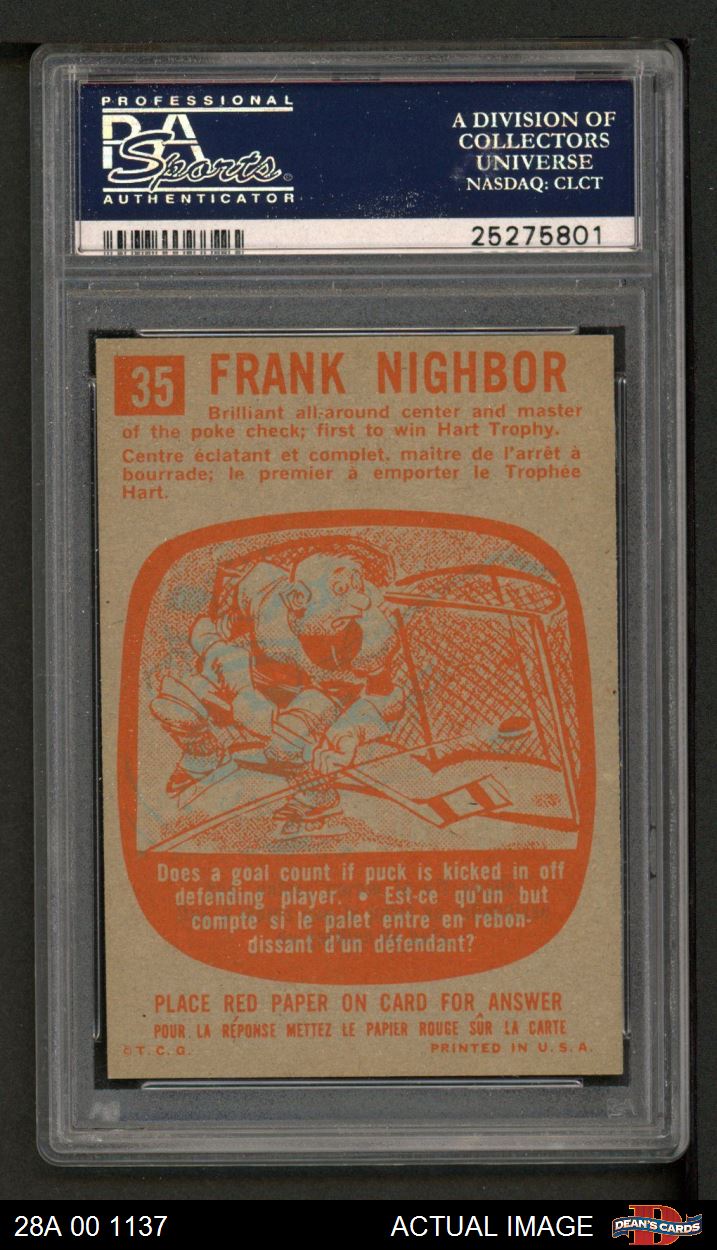 PROFESSIONAL
PSA
Sports
AUTHENTICATOR
A DIVISION OF
COLLECTORS
UNIVERSE
NASDAQ: CLCT
25275801
35 FRANK NIGHBOR
Brilliant all-around center and master
of the poke check; first to win Hart Trophy.
Centre éclatant et complet, maitre de l'arrêt à
bourrade; le premier à emporter le Trophée
Hart.
Does a goal count if puck is kicked in off
defending player. • Est-ce qu'un but
compte si le palet entre en rebon-
dissant d'un défendant?
PLACE RED PAPER ON CARD FOR ANSWER
POUR LA RÉPONSE METTEZ LE PAPIER ROUGE SÛR LA CARTE
©T.C.G. PRINTED IN U.S.A.
28A 00 1137 ACTUAL IMAGE DEAN'S CARDS